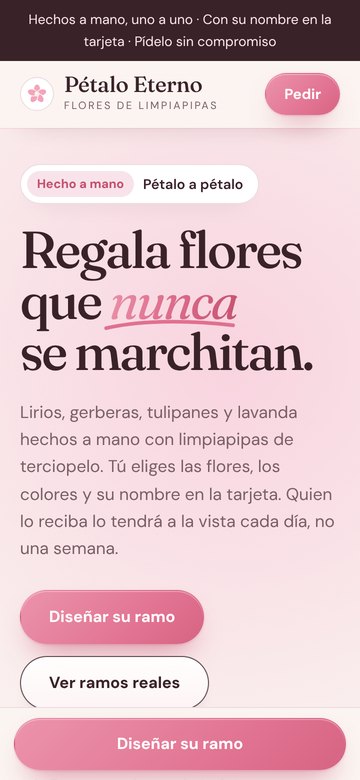 Hechos a mano, uno a uno · Con su nombre en la
tarjeta · Pídelo sin compromiso
Pétalo Eterno
FLORES DE LIMPIAPIPAS
Pedir
Hecho a mano Pétalo a pétalo
Regala flores
que nunca
se marchitan.
Lirios, gerberas, tulipanes y lavanda
hechos a mano con limpiapipas de
terciopelo. Tú eliges las flores, los
colores y su nombre en la tarjeta. Quien
lo reciba lo tendrá a la vista cada día, no
una semana.
Diseñar su ramo
Ver ramos reales
Diseñar su ramo